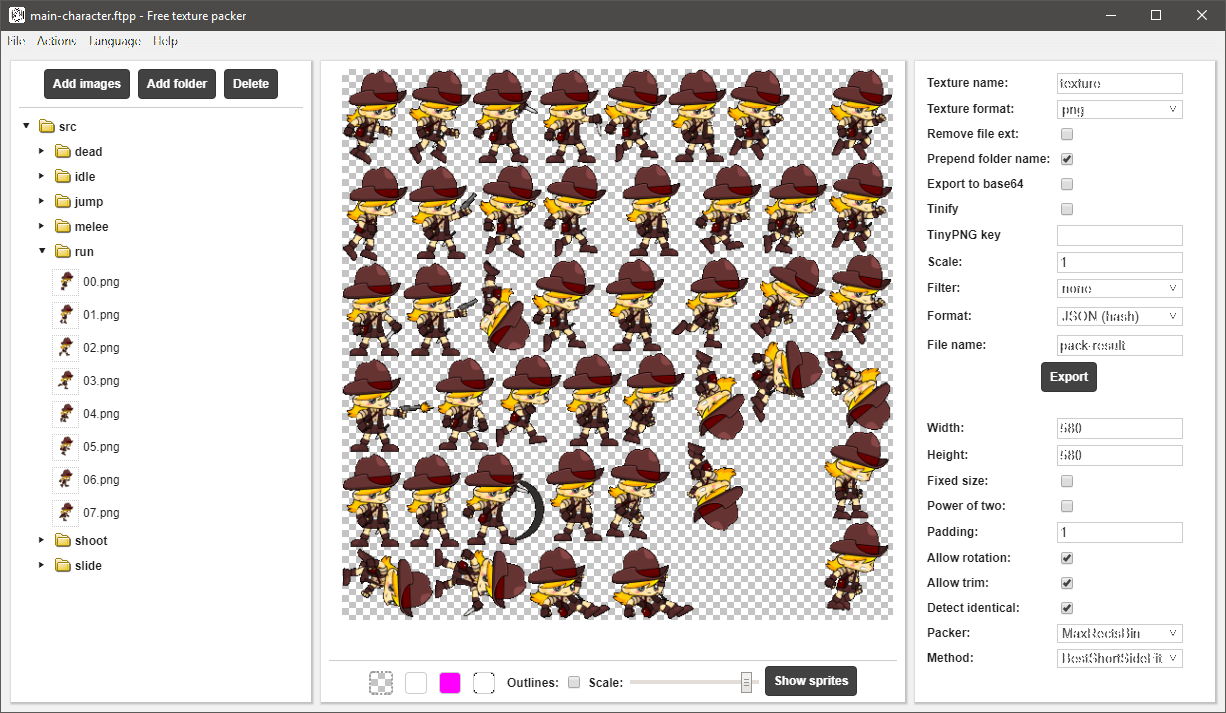 main-character.ftpp - Free texture packer
File Actions Language Help
Add images Add folder Delete
src
dead
idle
jump
melee
run
00.png
01.png
02.png
03.png
04.png
05.png
06.png
07.png
shoot
slide
Outlines: Scale: Show sprites
Texture name: texture
Texture format: png
Remove file ext:
Prepend folder name:
Export to base64
Tinify
TinyPNG key
Scale: 1
Filter: none
Format: JSON (hash)
File name: pack-result
Export
Width: 580
Height: 580
Fixed size:
Power of two:
Padding: 1
Allow rotation:
Allow trim:
Detect identical:
Packer: MaxRectsBin
Method: BestShortSideFit